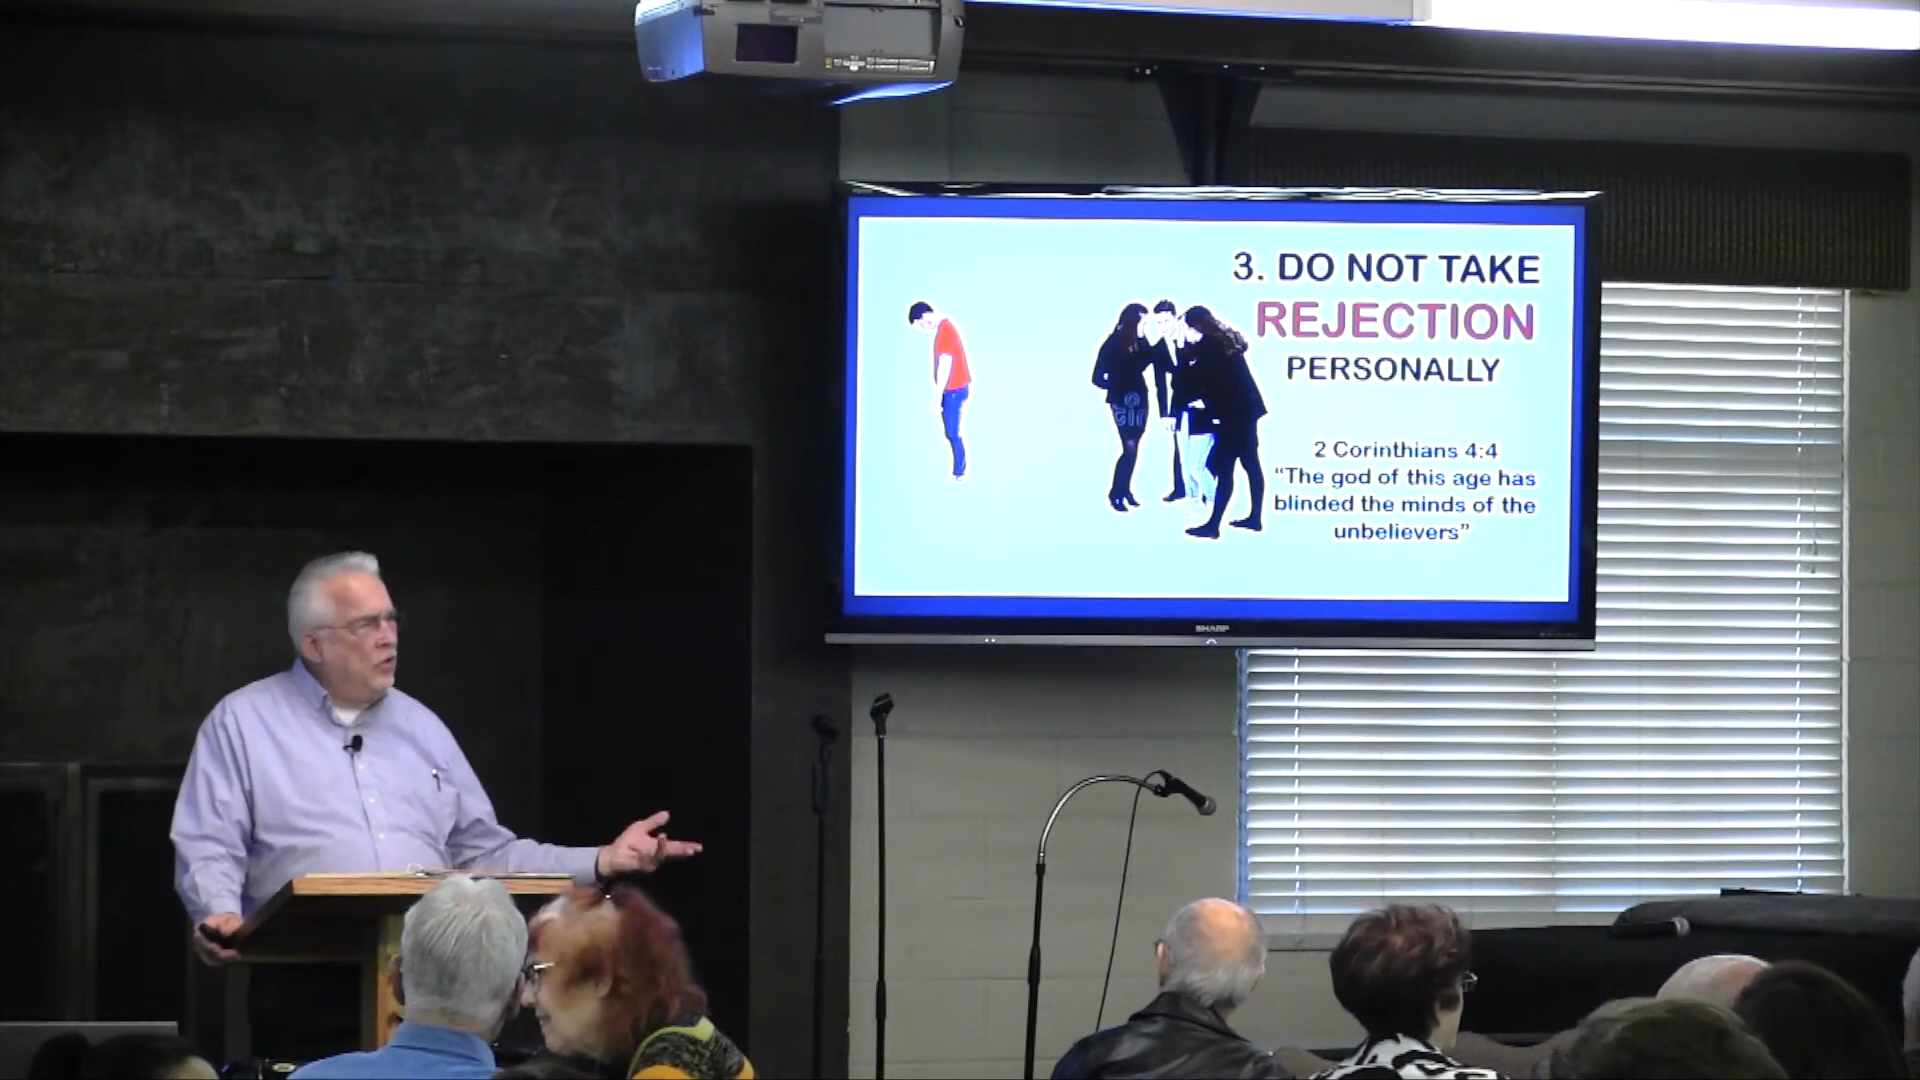 3. DO NOT TAKE
REJECTION
PERSONALLY
2 Corinthians 4:4
“The god of this age has
blinded the minds of the
unbelievers”
SHARP